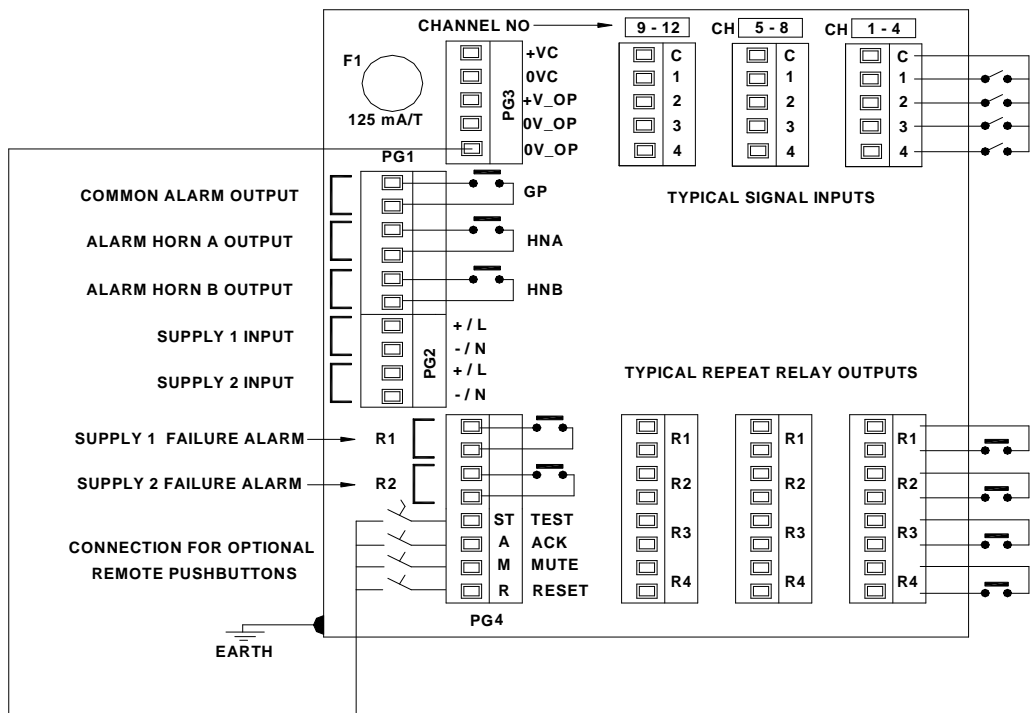 CHANNEL NO
9 - 12
CH 5 - 8
CH 1 - 4
F1
125 mA/T
+VC
0VC
+V_OP
0V_OP
0V_OP
PG3
C
1
2
3
4
C
1
2
3
4
C
1
2
3
4
TYPICAL SIGNAL INPUTS
PG1
COMMON ALARM OUTPUT
GP
ALARM HORN A OUTPUT
HNA
ALARM HORN B OUTPUT
HNB
SUPPLY 1 INPUT
+ / L
- / N
SUPPLY 2 INPUT
+ / L
- / N
PG2
TYPICAL REPEAT RELAY OUTPUTS
SUPPLY 1 FAILURE ALARM
R1
SUPPLY 2 FAILURE ALARM
R2
ST TEST
A ACK
M MUTE
R RESET
CONNECTION FOR OPTIONAL
REMOTE PUSHBUTTONS
PG4
R1
R2
R3
R4
R1
R2
R3
R4
R1
R2
R3
R4
EARTH